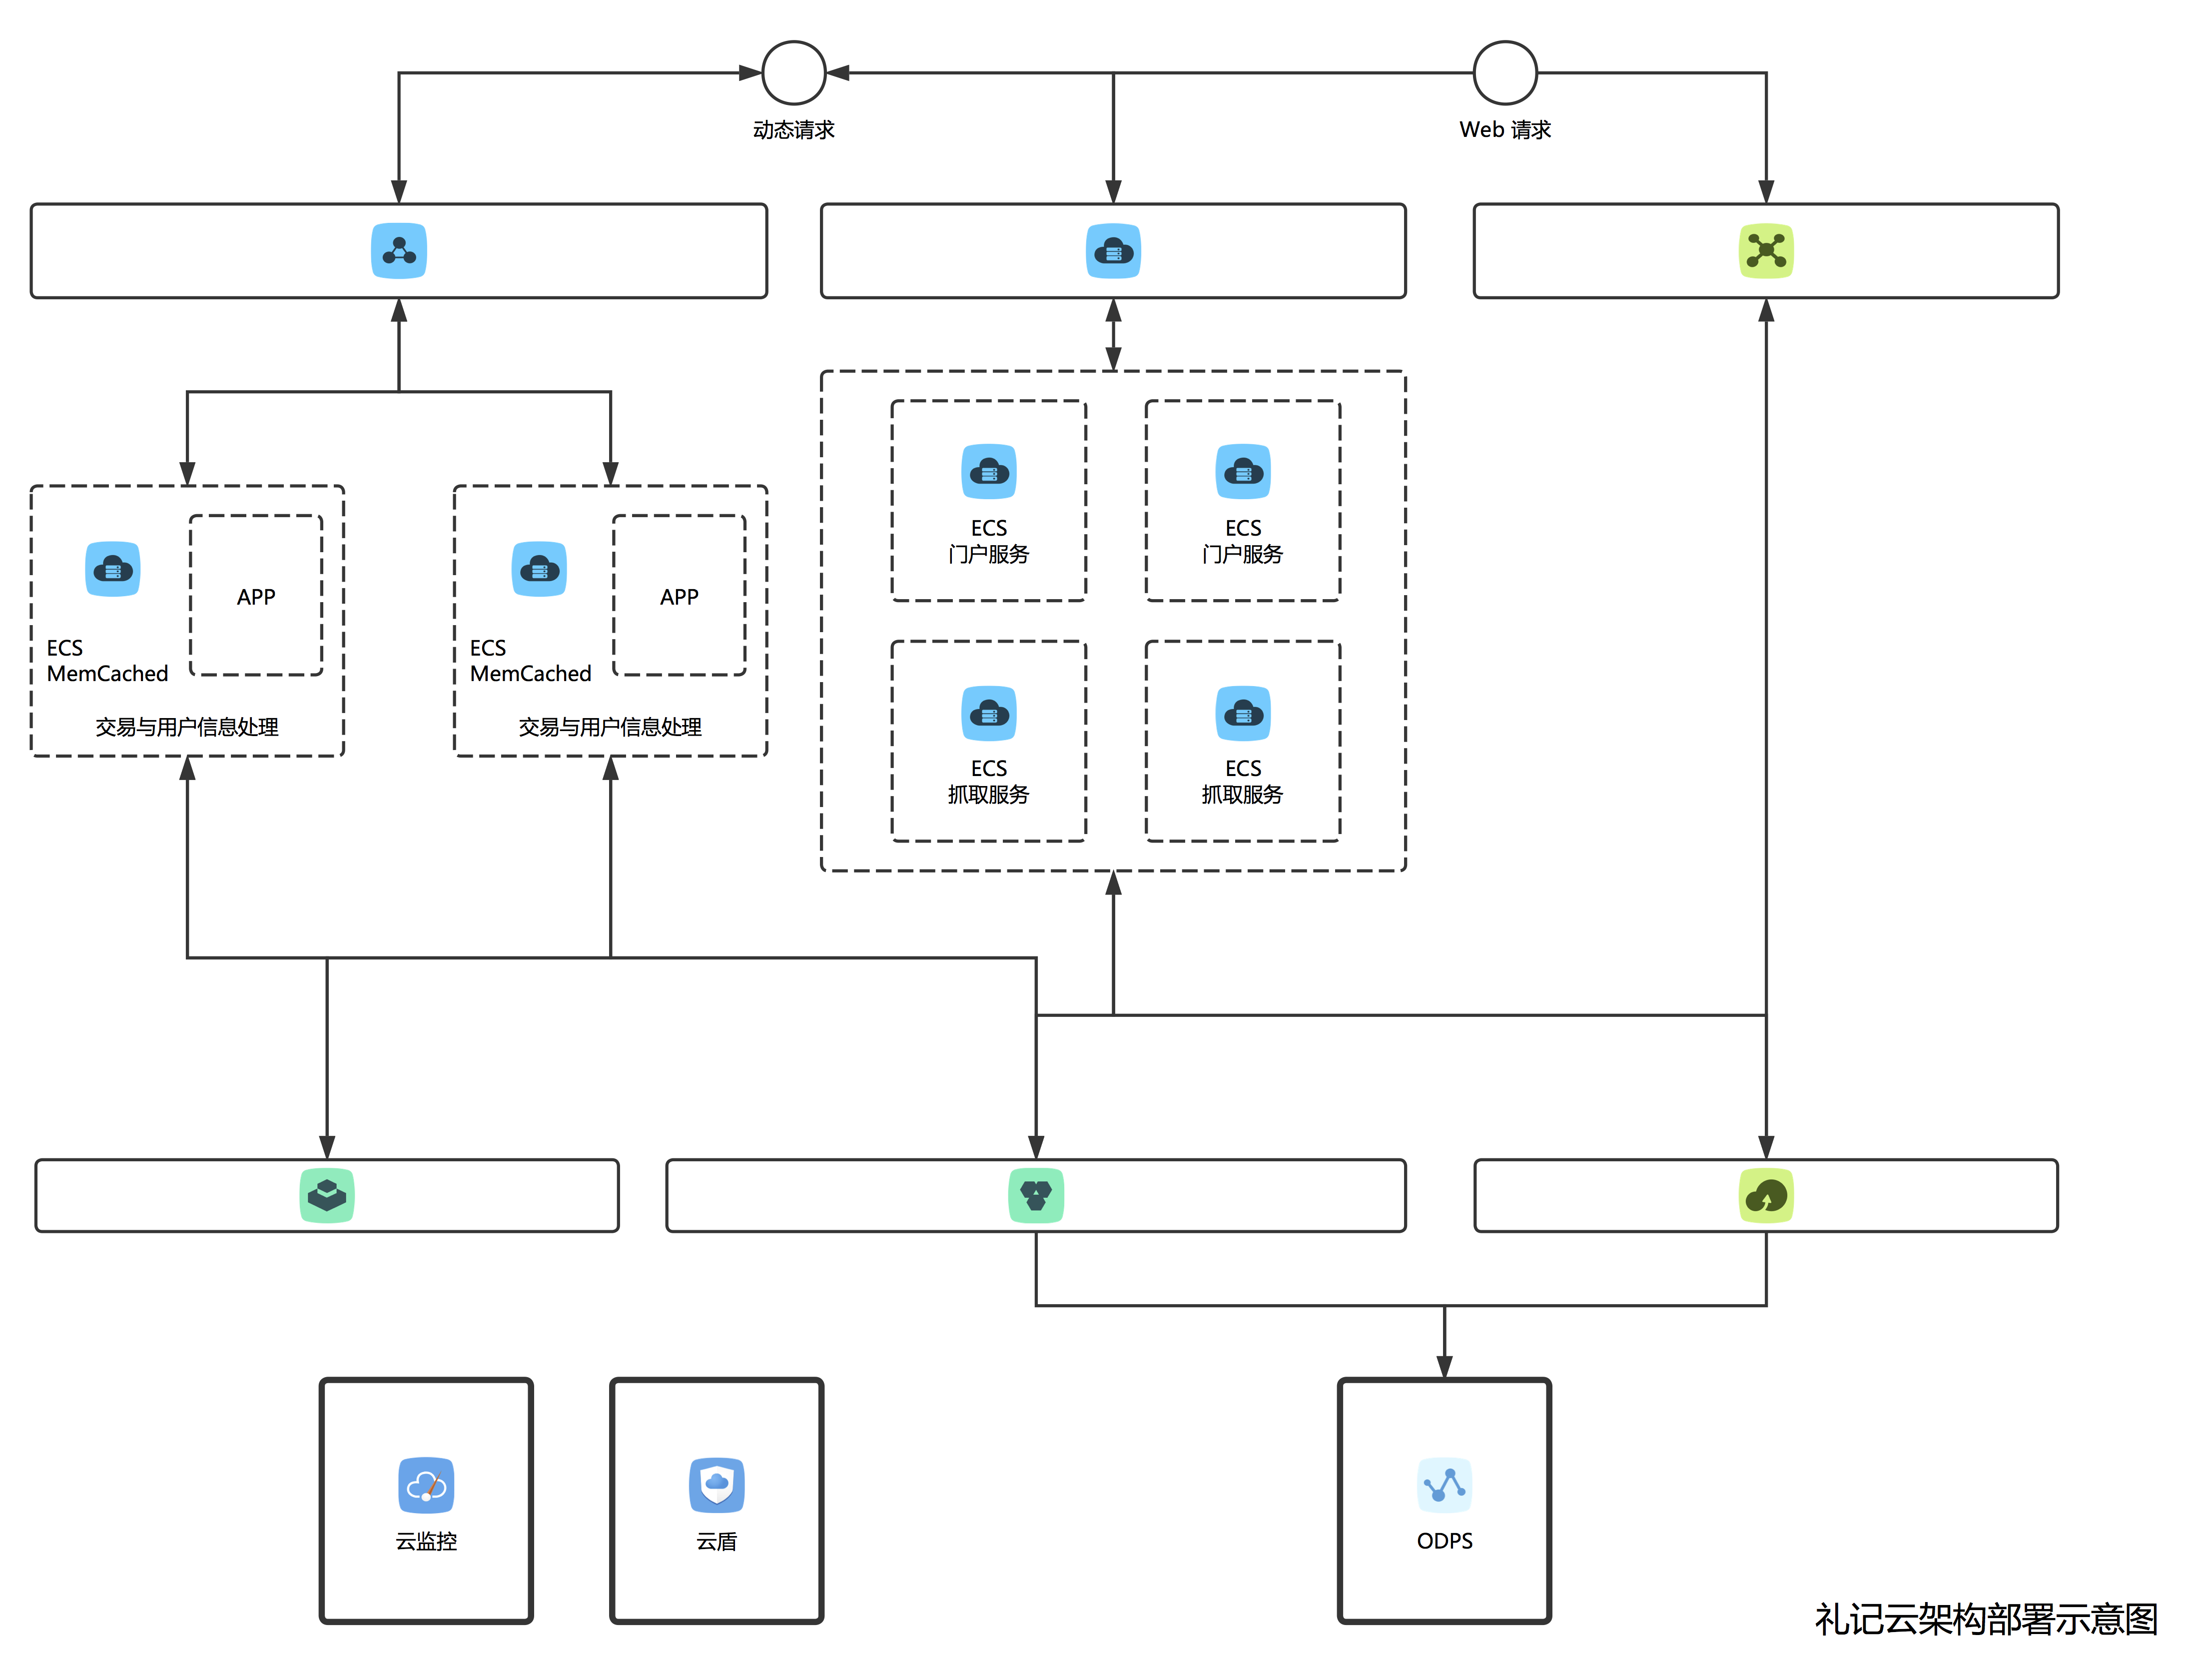 动态请求
Web 请求
ECS
门户服务
ECS
门户服务
APP
ECS
MemCached
交易与用户信息处理
APP
ECS
MemCached
交易与用户信息处理
ECS
抓取服务
ECS
抓取服务
云监控
云盾
ODPS
礼记云架构部署示意图